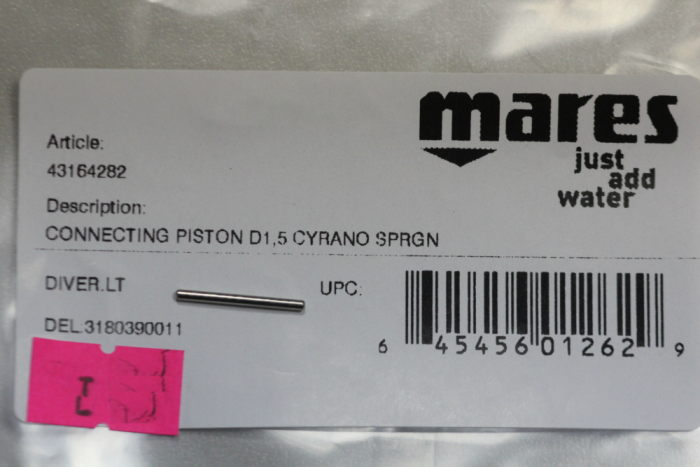 mares
just
add
water
Article:
43164282
Description:
CONNECTING PISTON D1,5 CYRANO SPRGN
DIVER.LT
UPC:
DEL.3180390011
6 45456 01262 9
T
L